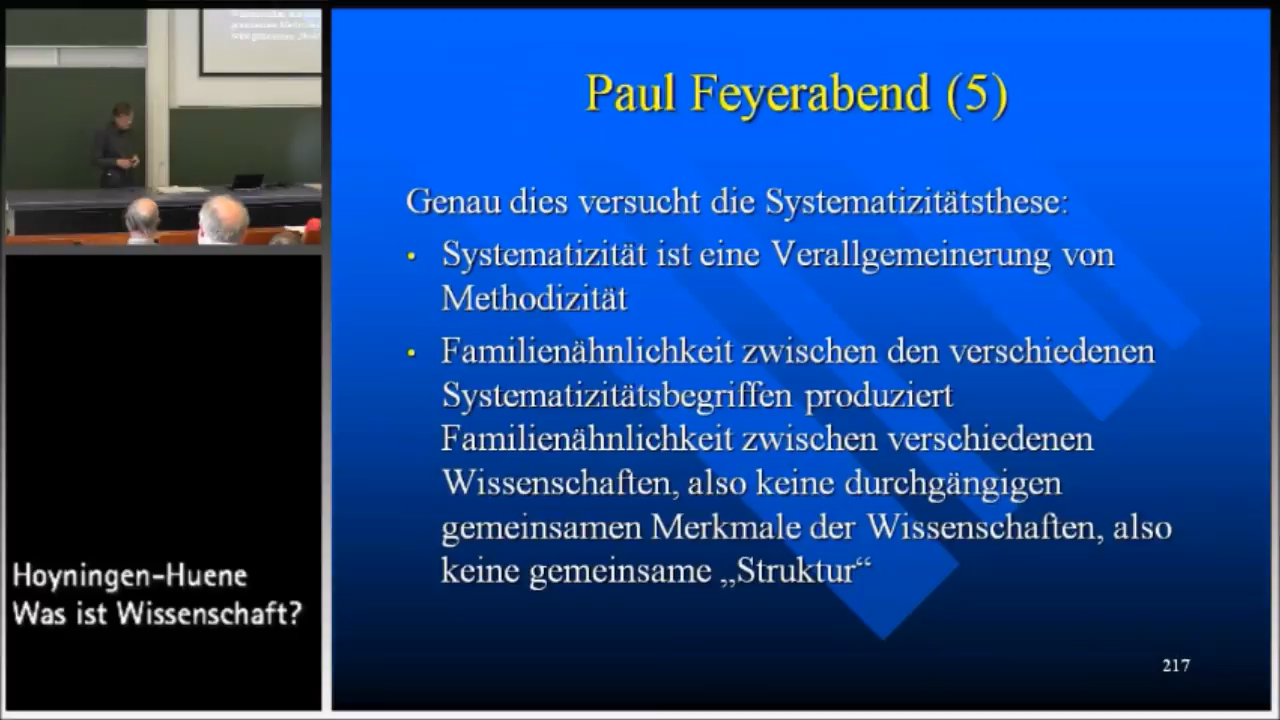 Paul Feyerabend (5)
Genau dies versucht die Systematizitätsthese:
• Systematizität ist eine Verallgemeinerung von
Methodizität
• Familienähnlichkeit zwischen den verschiedenen
Systematizitätsbegriffen produziert
Familienähnlichkeit zwischen verschiedenen
Wissenschaften, also keine durchgängigen
gemeinsamen Merkmale der Wissenschaften, also
keine gemeinsame „Struktur“
217
Hoyningen-Huene
Was ist Wissenschaft?